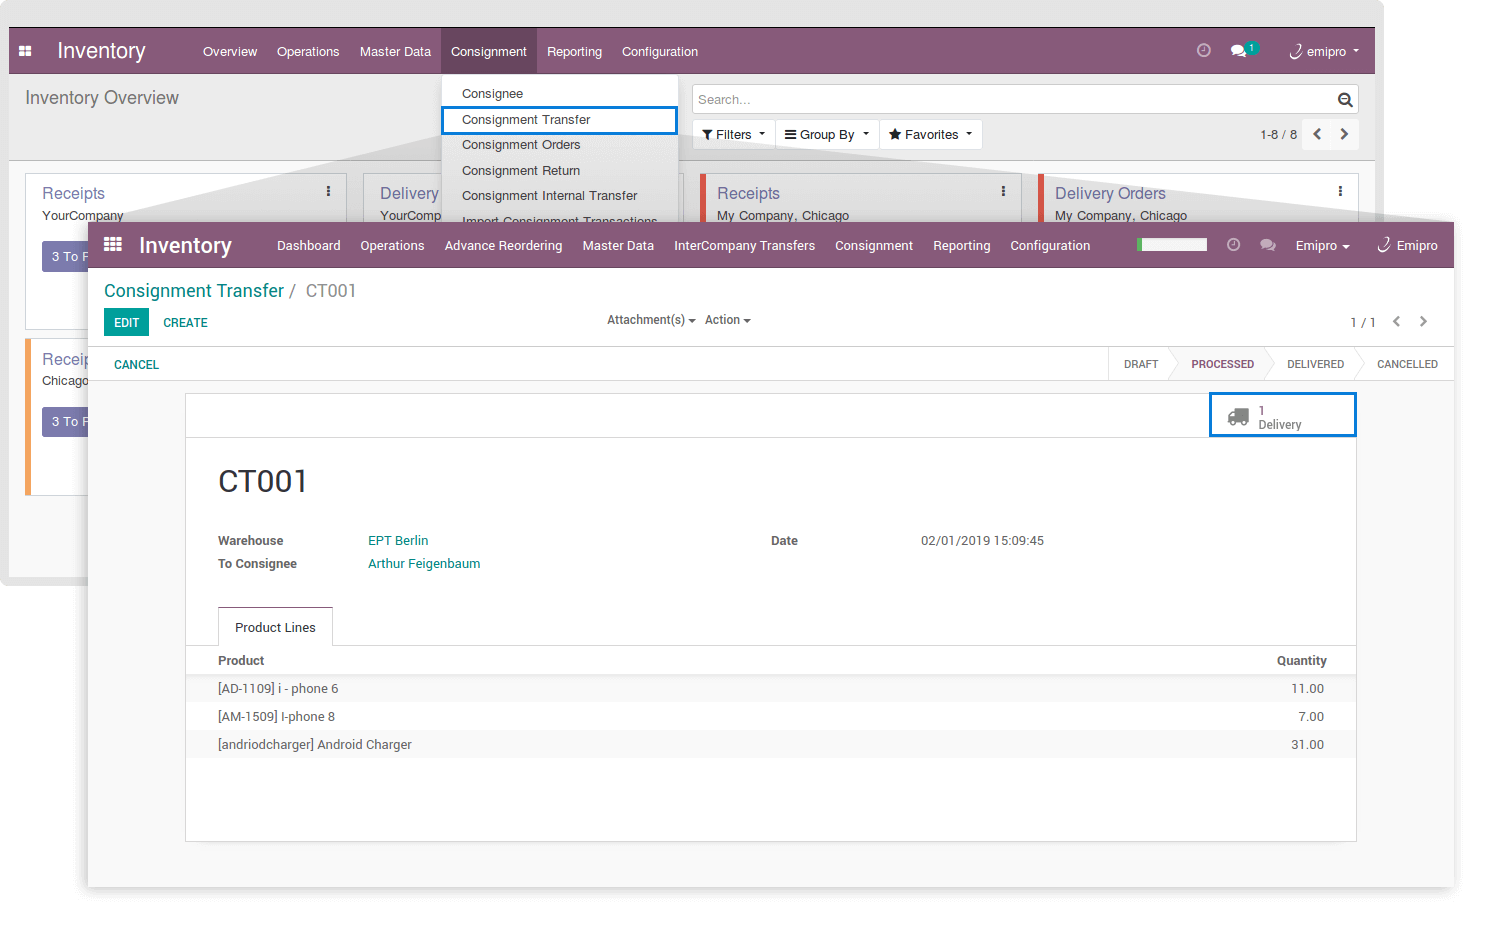 Inventory Overview Operations Master Data Consignment Reporting Configuration 1 emipro
Inventory Overview
Search...
Filters Group By Favorites 1-8 / 8
Consignee
Consignment Transfer
Consignment Orders
Consignment Return
Consignment Internal Transfer
Import Consignment Transactions
Receipts
YourCompany
3 To
Delivery
YourComp
Receipts
My Company, Chicago
Delivery Orders
My Company, Chicago
Receip
Chicago
3 To
Inventory Dashboard Operations Advance Reordering Master Data InterCompany Transfers Consignment Reporting Configuration Emipro Emipro
Consignment Transfer / CT001
EDIT CREATE Attachment(s) Action 1 / 1
CANCEL DRAFT PROCESSED DELIVERED CANCELLED
1
Delivery
CT001
Warehouse EPT Berlin Date 02/01/2019 15:09:45
To Consignee Arthur Feigenbaum
Product Lines
Product Quantity
[AD-1109] i - phone 6 11.00
[AM-1509] I-phone 8 7.00
[andriodcharger] Android Charger 31.00